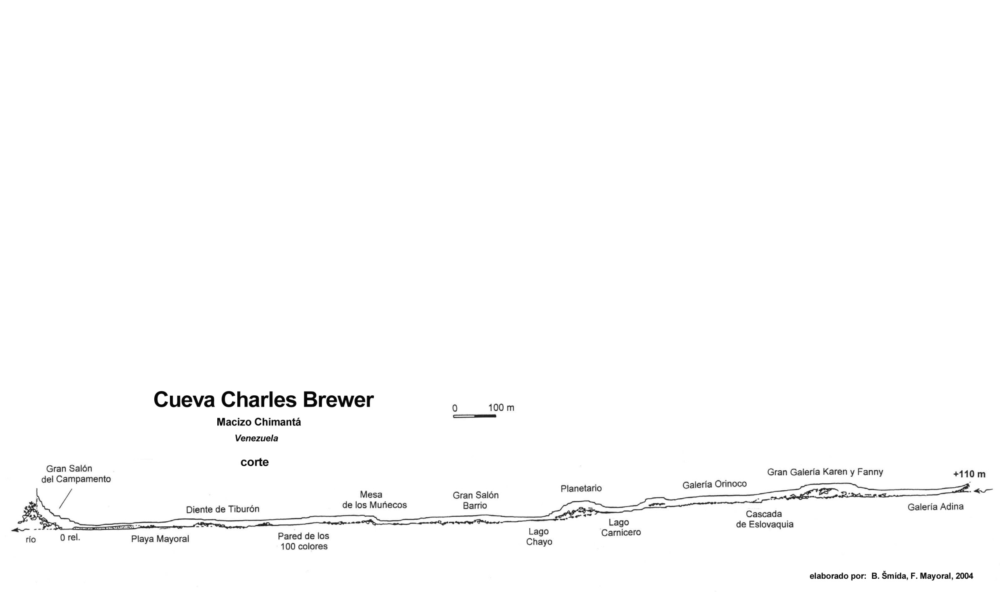 Cueva Charles Brewer
Macizo Chimantá
Venezuela
corte
0 100 m
Gran Salón
del Campamento
Diente de Tiburón
Mesa
de los Muńecos
Gran Salón
Barrio
Planetario
Galería Orinoco
Gran Galería Karen y Fanny
+110 m
río
0 rel.
Playa Mayoral
Pared de los
100 colores
Lago
Chayo
Lago
Carnicero
Cascada
de Eslovaquia
Galería Adina
elaborado por: B. Šmída, F. Mayoral, 2004